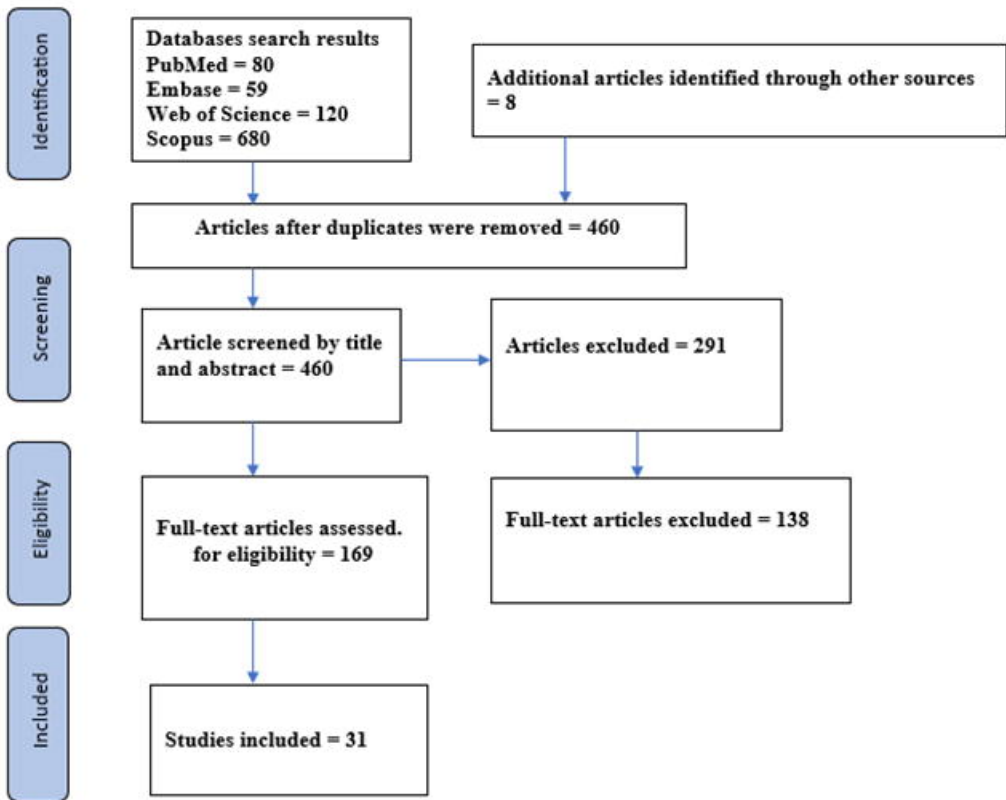 Identification
Databases search results
PubMed = 80
Embase = 59
Web of Science = 120
Scopus = 680
Additional articles identified through other sources
= 8
Articles after duplicates were removed = 460
Screening
Article screened by title
and abstract = 460
Articles excluded = 291
Eligibility
Full-text articles assessed.
for eligibility = 169
Full-text articles excluded = 138
Included
Studies included = 31